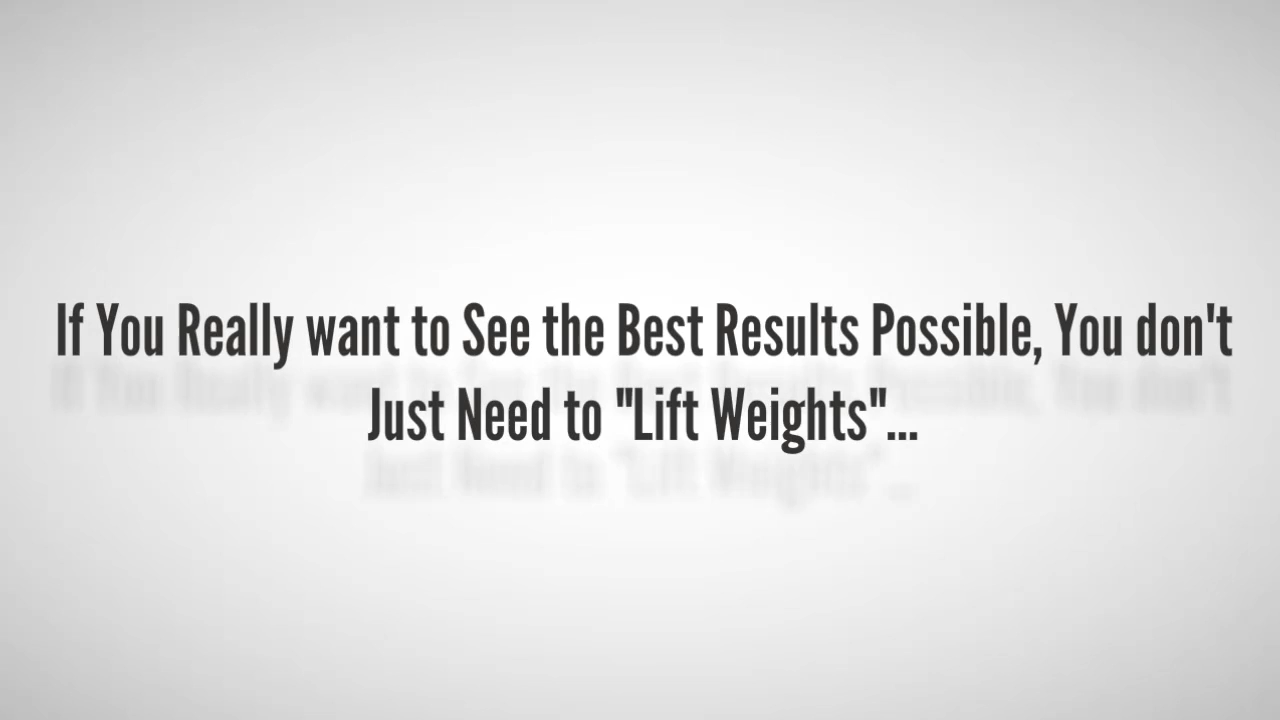 If You Really want to See the Best Results Possible, You don't
Just Need to "Lift Weights"...